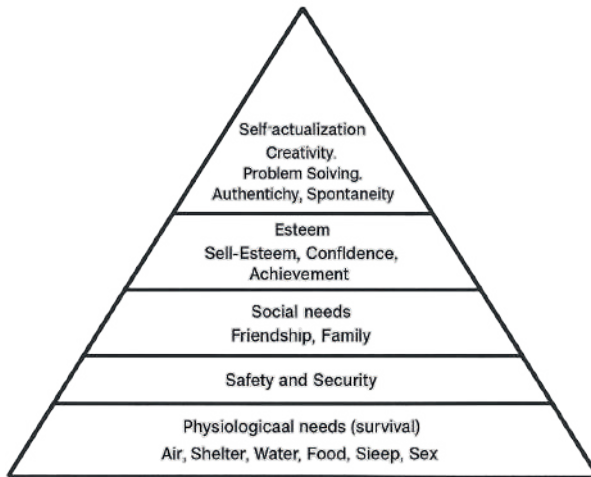 Self-actualization
Creativity.
Problem Solving.
Authentichy, Spontaneity
Esteem
Sell-Esteem, Confidence,
Achievement
Social needs
Friendship, Family
Safety and Security
Physiologicaal needs (survival)
Air, Shelter, Water, Food, Sieep, Sex